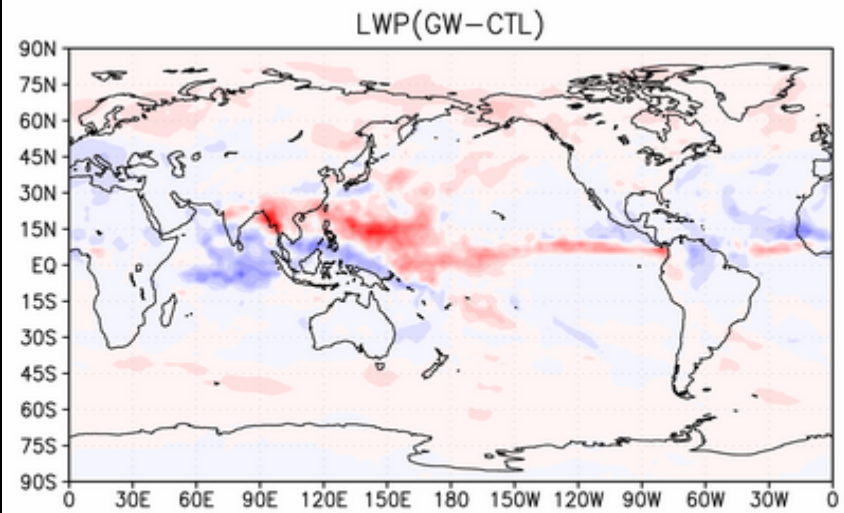 LWP(GW−CTL)
90N
75N
60N
45N
30N
15N
EQ
15S
30S
45S
60S
75S
90S
0 30E 60E 90E 120E 150E 180 150W 120W 90W 60W 30W 0